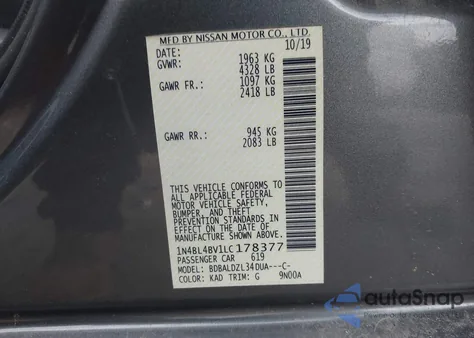 MFD BY NISSAN MOTOR CO., LTD.
DATE: 10/19
GVWR: 1963 KG
4328 LB
GAWR FR.: 1097 KG
2418 LB
GAWR RR.: 945 KG
2083 LB
THIS VEHICLE CONFORMS TO
ALL APPLICABLE FEDERAL
MOTOR VEHICLE SAFETY,
BUMPER, AND THEFT
PREVENTION STANDARDS IN
EFFECT ON THE DATE OF
MANUFACTURE SHOWN ABOVE.
1N4BL4BV1LC178377
PASSENGER CAR 619
MODEL: BDBALDZL34DUA---C-
COLOR: KAD TRIM: G 9N00A
autoSnap